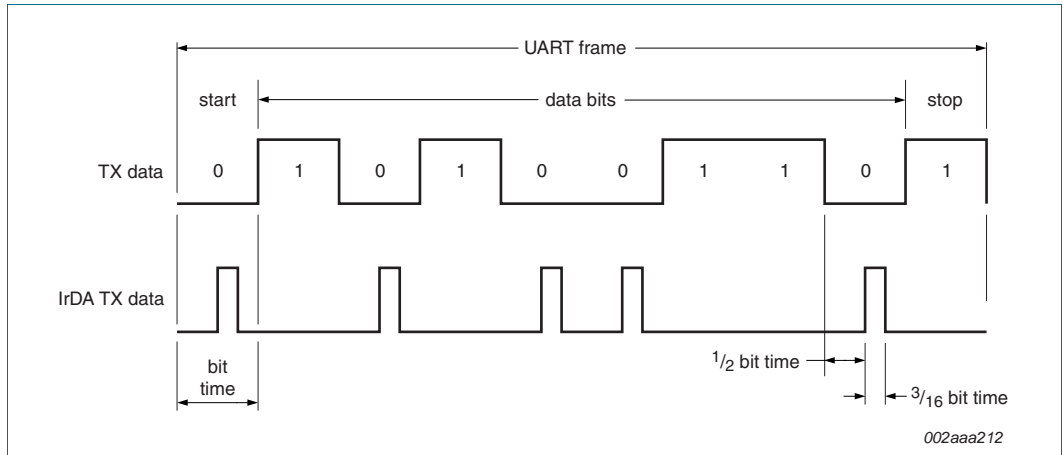 UART frame
start data bits stop
TX data 0 1 0 1 0 0 1 1 0 1
IrDA TX data
bit
time
1/2 bit time
3/16 bit time
002aaa212